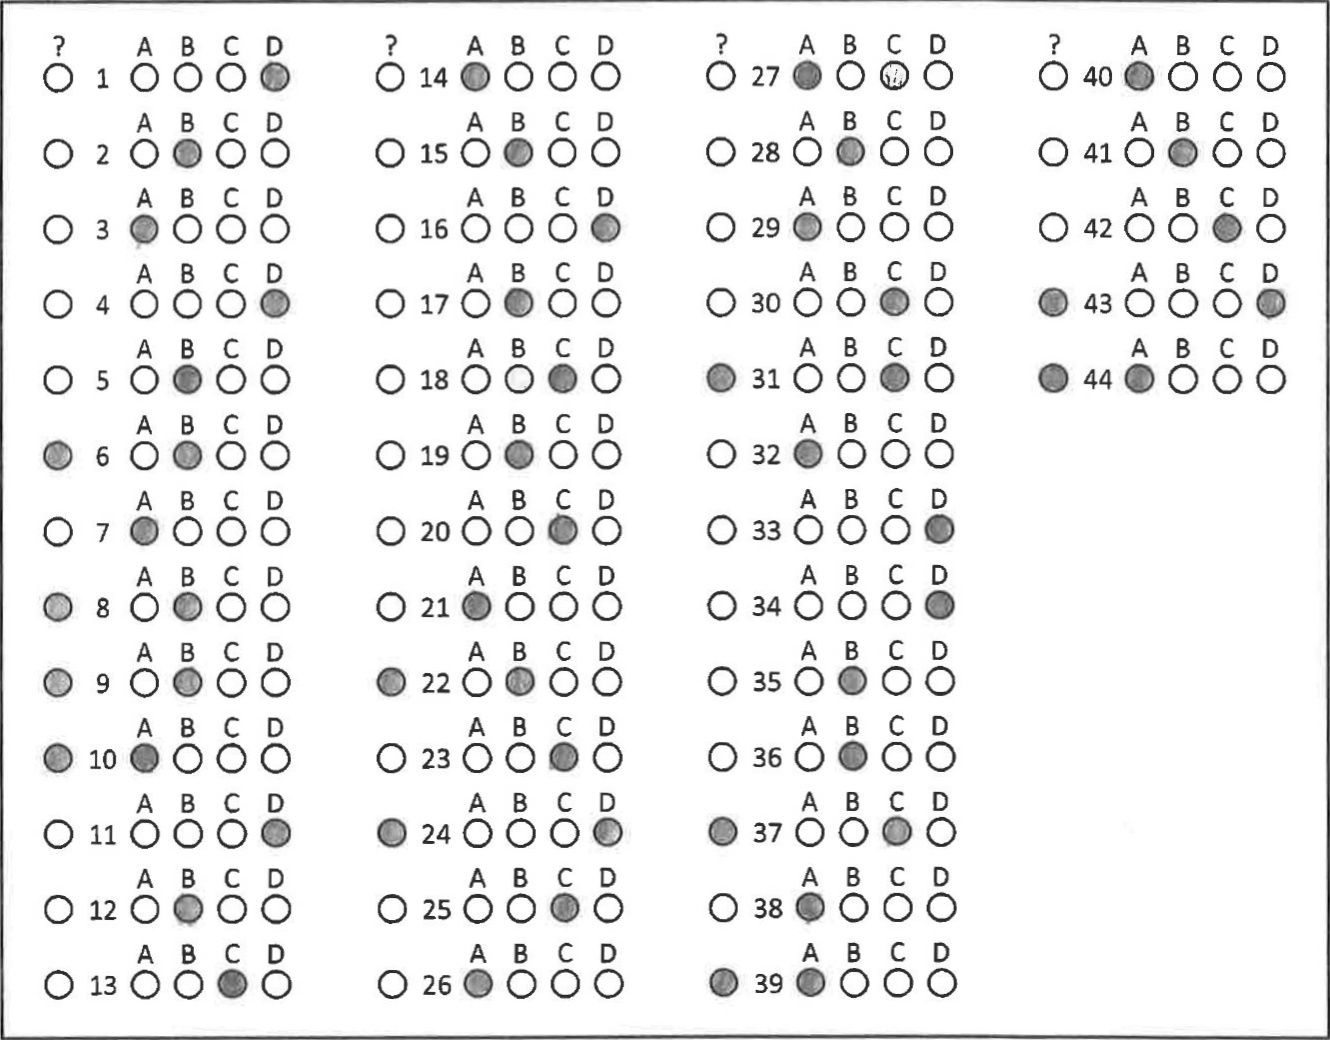 ? A B C D
1
A B C D
2
A B C D
3
A B C D
4
A B C D
5
A B C D
6
A B C D
7
A B C D
8
A B C D
9
A B C D
10
A B C D
11
A B C D
12
A B C D
13
? A B C D
14
A B C D
15
A B C D
16
A B C D
17
A B C D
18
A B C D
19
A B C D
20
A B C D
21
A B C D
22
A B C D
23
A B C D
24
A B C D
25
A B C D
26
? A B C D
27
A B C D
28
A B C D
29
A B C D
30
A B C D
31
A B C D
32
A B C D
33
A B C D
34
A B C D
35
A B C D
36
A B C D
37
A B C D
38
A B C D
39
? A B C D
40
A B C D
41
A B C D
42
A B C D
43
A B C D
44